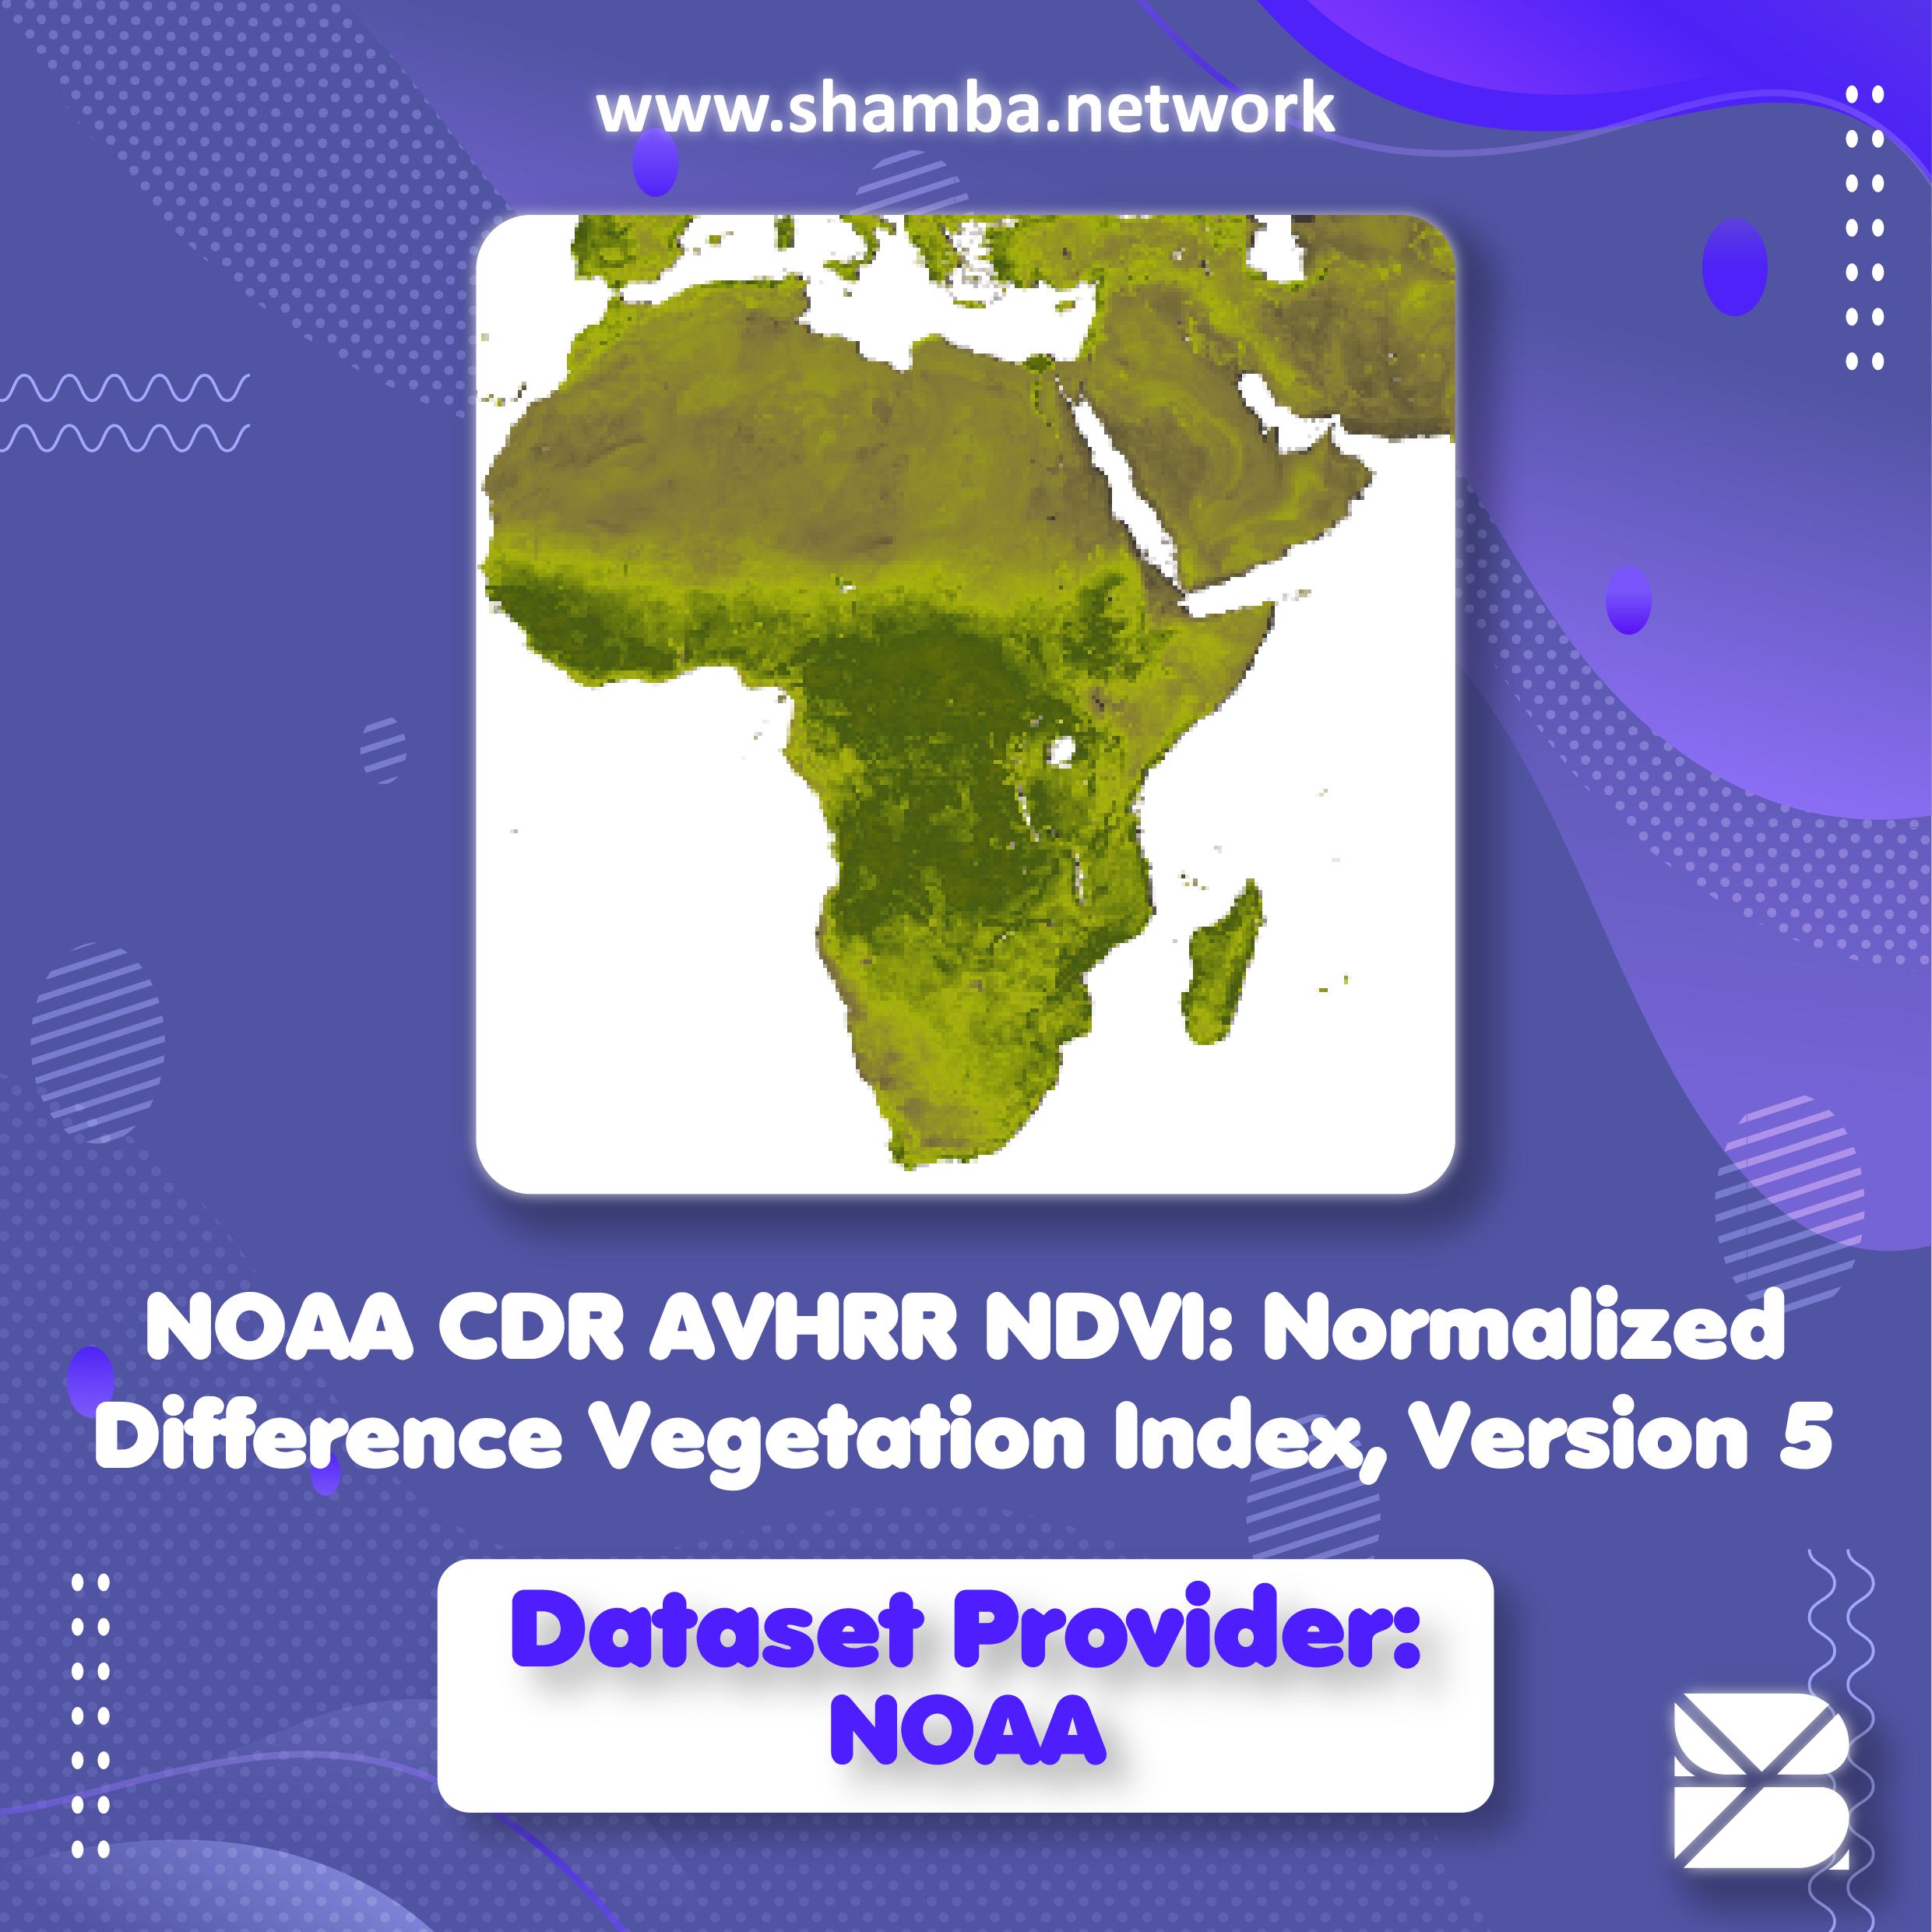 www.shamba.network
NOAA CDR AVHRR NDVI: Normalized
Difference Vegetation Index, Version 5
Dataset Provider:
NOAA